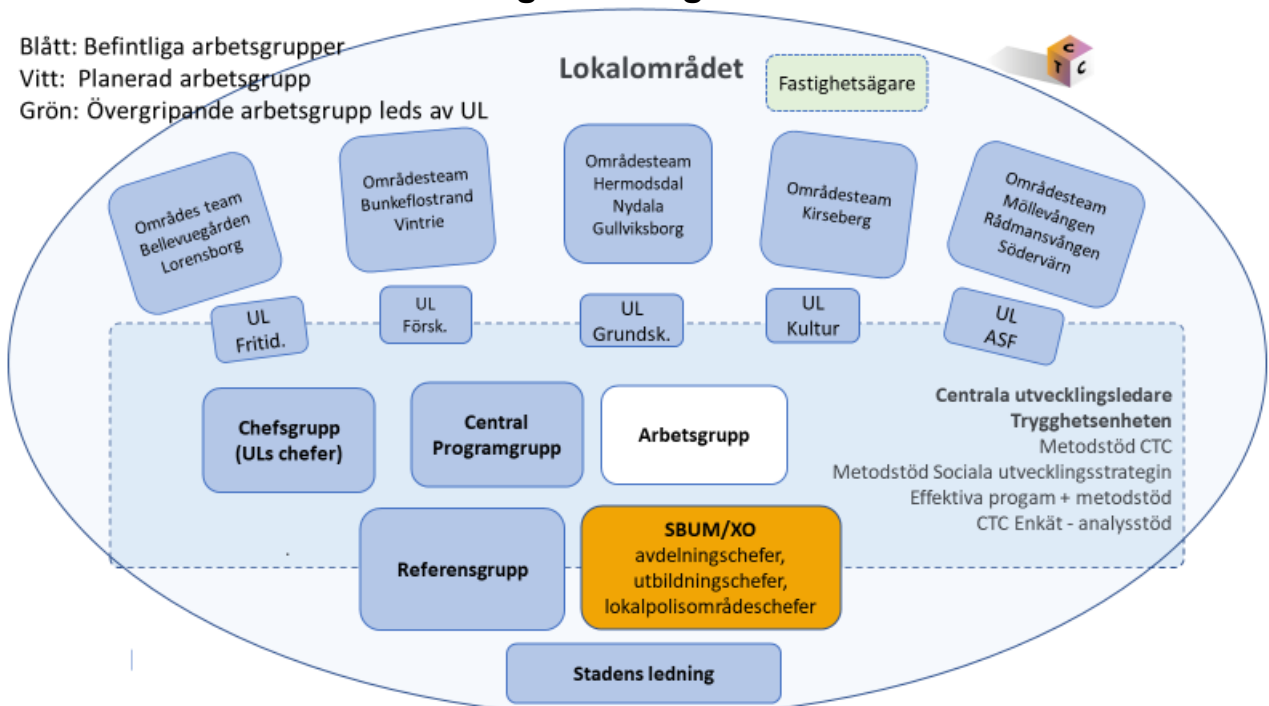 Blått: Befintliga arbetsgrupper
Vitt: Planerad arbetsgrupp
Grön: Övergripande arbetsgrupp leds av UL
Lokalområdet
Fastighetsägare
C
T C
Områdes team
Bellevuegården
Lorensborg
Områdesteam
Bunkeflostrand
Vintrie
Områdesteam
Hermodsdal
Nydala
Gullviksborg
Områdesteam
Kirseberg
Områdesteam
Möllevången
Rådmansvången
Södervärn
UL
Fritid.
UL
Försk.
UL
Grundsk.
UL
Kultur
UL
ASF
Chefsgrupp
(ULs chefer)
Central
Programgrupp
Arbetsgrupp
Centrala utvecklingsledare
Trygghetsenheten
Metodstöd CTC
Metodstöd Sociala utvecklingsstrategin
Effektiva progam + metodstöd
CTC Enkät - analysstöd
Referensgrupp
SBUM/XO
avdelningschefer,
utbildningschefer,
lokalpolisområdeschefer
Stadens ledning